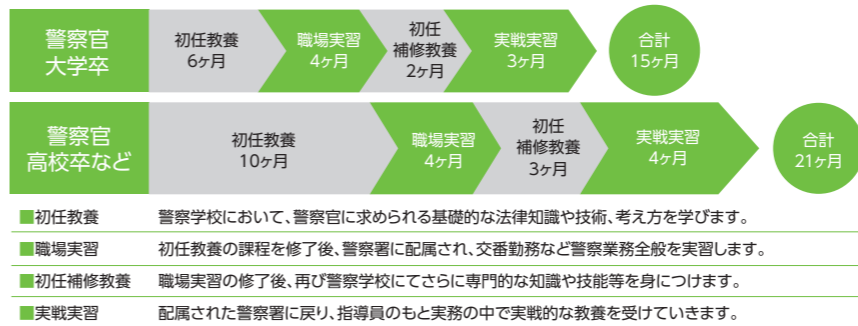 警察官
大学卒
初任教養
6ヶ月
職場実習
4ヶ月
初任
補修教養
2ヶ月
実戦実習
3ヶ月
合計
15ヶ月
警察官
高校卒など
初任教養
10ヶ月
職場実習
4ヶ月
初任
補修教養
3ヶ月
実戦実習
4ヶ月
合計
21ヶ月
■初任教養 警察学校において、警察官に求められる基礎的な法律知識や技術、考え方を学びます。
■職場実習 初任教養の課程を修了後、警察署に配属され、交番勤務など警察業務全般を実習します。
■初任補修教養 職場実習の修了後、再び警察学校にてさらに専門的な知識や技能等を身につけます。
■実戦実習 配属された警察署に戻り、指導員のもと実務の中で実戦的な教養を受けていきます。